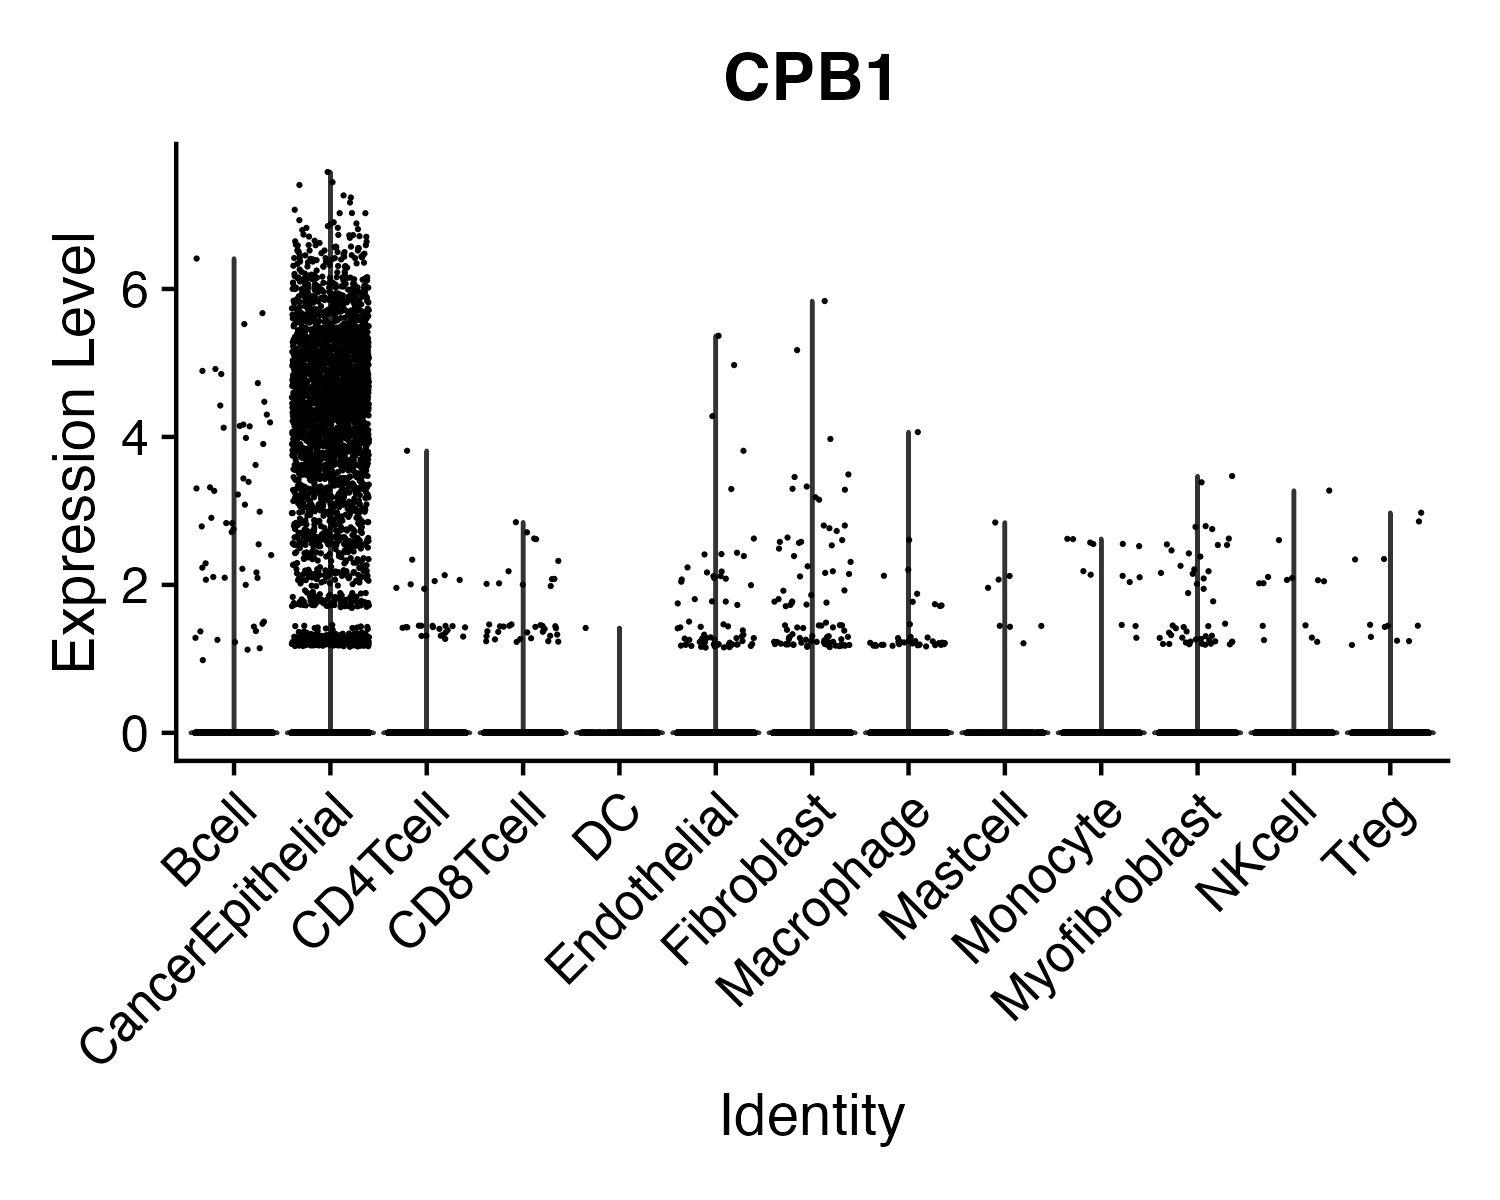 CPB1
Expression Level
6
4
2
0
Bcell
CancerEpithelial
CD4Tcell
CD8Tcell
DC
Endothelial
Fibroblast
Macrophage
Mastcell
Monocyte
Myofibroblast
NKcell
Treg
Identity